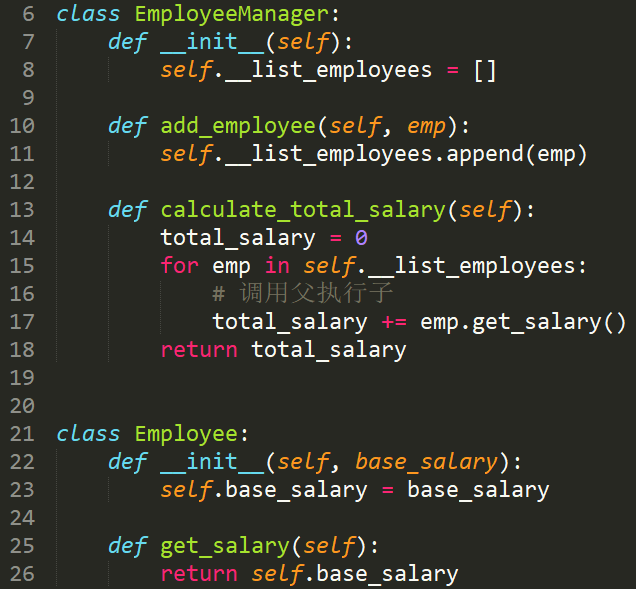 6 class EmployeeManager:
7     def __init__(self):
8         self.__list_employees = []
9
10     def add_employee(self, emp):
11         self.__list_employees.append(emp)
12
13     def calculate_total_salary(self):
14         total_salary = 0
15         for emp in self.__list_employees:
16             # 调用父执行子
17             total_salary += emp.get_salary()
18         return total_salary
19
20
21 class Employee:
22     def __init__(self, base_salary):
23         self.base_salary = base_salary
24
25     def get_salary(self):
26         return self.base_salary